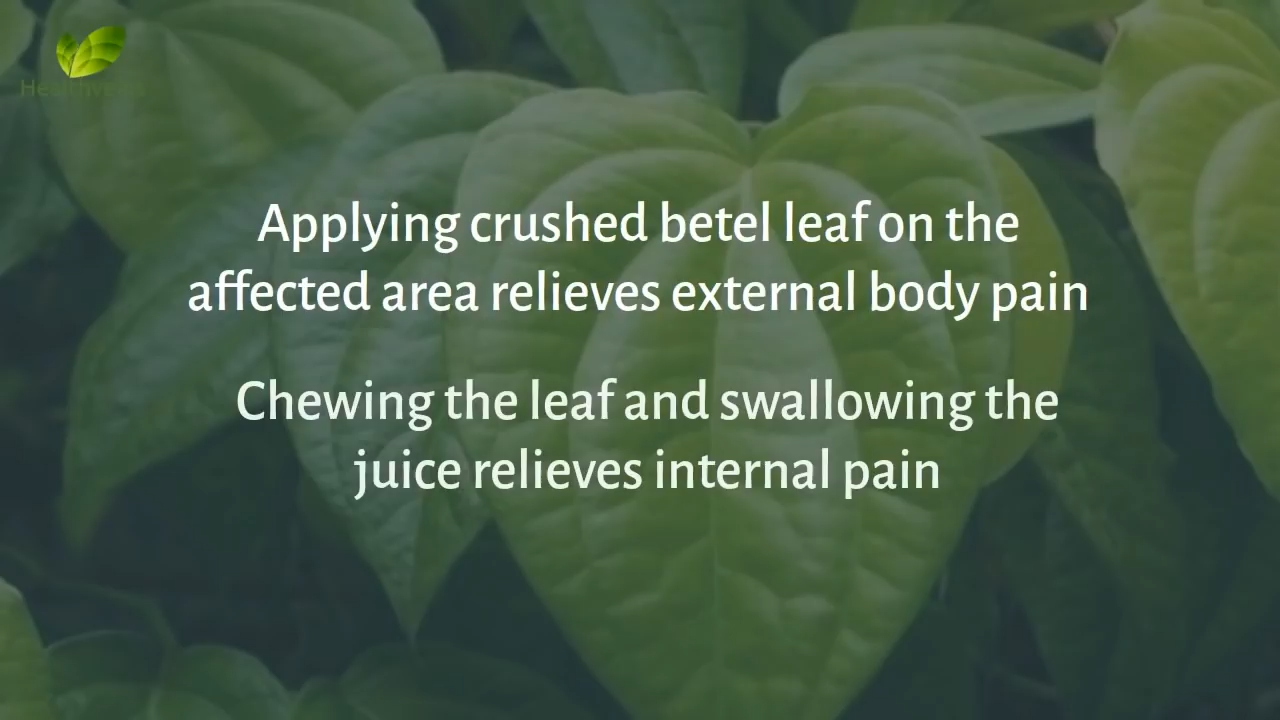 Applying crushed betel leaf on the
affected area relieves external body pain
Chewing the leaf and swallowing the
juice relieves internal pain